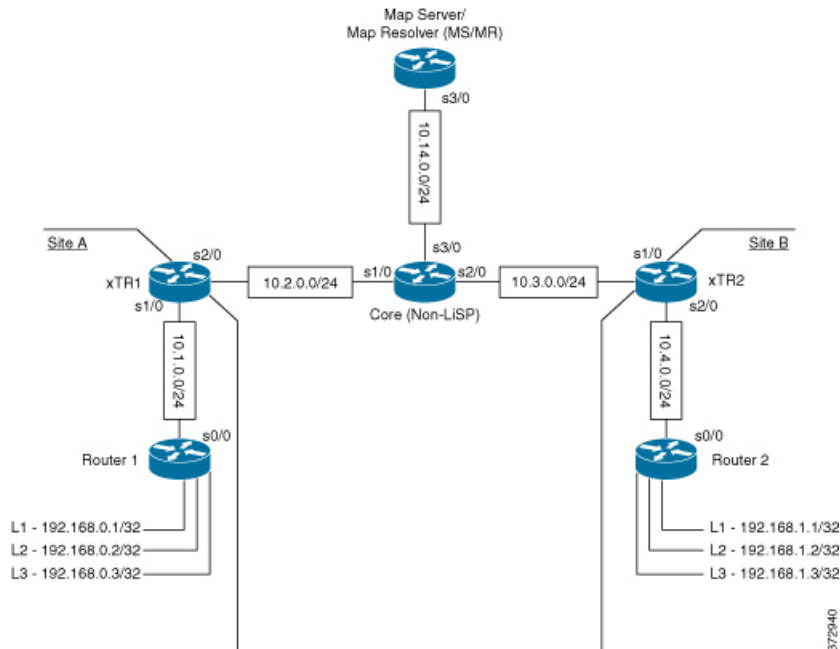 Map Server/
Map Resolver (MS/MR)
s3/0
10.14.0.0/24
Site A
s2/0
s3/0
s1/0
Site B
xTR1
10.2.0.0/24
s1/0
s2/0
10.3.0.0/24
xTR2
s1/0
Core (Non-LiSP)
s2/0
10.1.0.0/24
10.4.0.0/24
s0/0
s0/0
Router 1
Router 2
L1 - 192.168.0.1/32
L2 - 192.168.0.2/32
L3 - 192.168.0.3/32
L1 - 192.168.1.1/32
L2 - 192.168.1.2/32
L3 - 192.168.1.3/32
372940